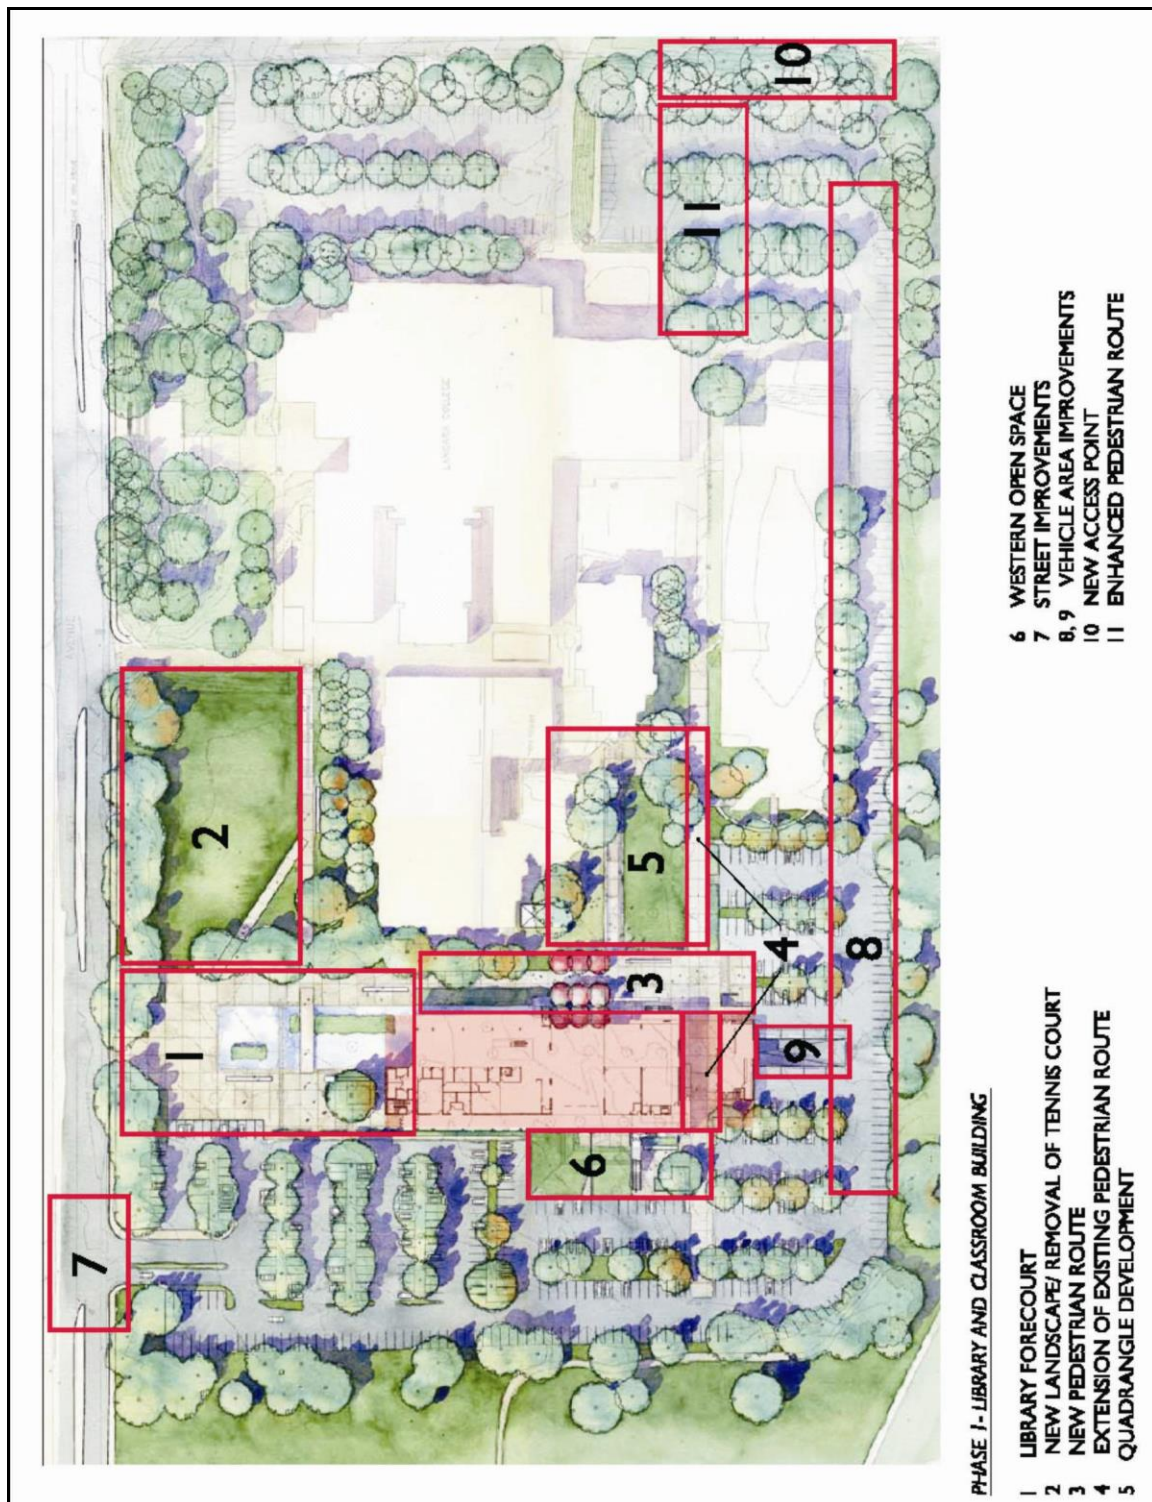 AVENUE
LANGARA COLLEGE
1
2
3
4
5
6
7
8
9
10
11
PHASE 1- LIBRARY AND CLASSROOM BUILDING
1 LIBRARY FORECOURT
2 NEW LANDSCAPE/ REMOVAL OF TENNIS COURT
3 NEW PEDESTRIAN ROUTE
4 EXTENSION OF EXISTING PEDESTRIAN ROUTE
5 QUADRANGLE DEVELOPMENT
6 WESTERN OPEN SPACE
7 STREET IMPROVEMENTS
8, 9 VEHICLE AREA IMPROVEMENTS
10 NEW ACCESS POINT
11 ENHANCED PEDESTRIAN ROUTE